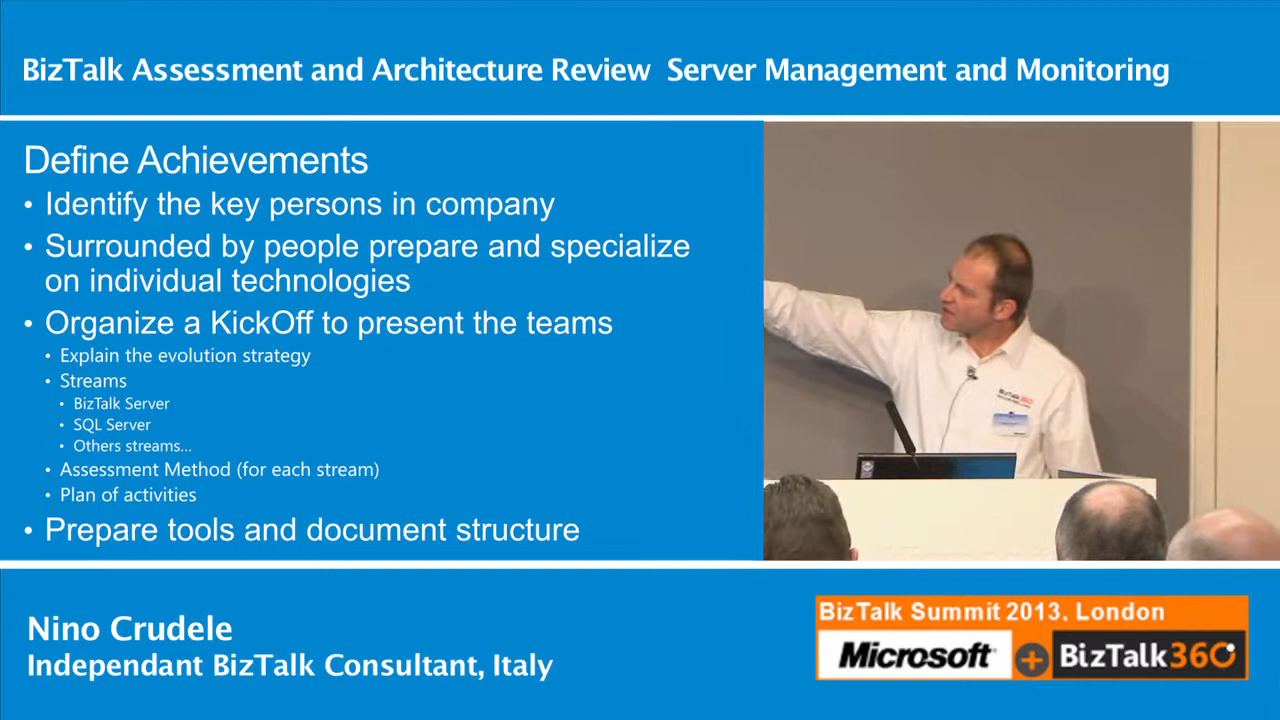 BizTalk Assessment and Architecture Review  Server Management and Monitoring
Define Achievements
• Identify the key persons in company
• Surrounded by people prepare and specialize
on individual technologies
• Organize a KickOff to present the teams
• Explain the evolution strategy
• Streams
• BizTalk Server
• SQL Server
• Others streams...
• Assessment Method (for each stream)
• Plan of activities
• Prepare tools and document structure
BizTalk360
Nino Crudele
Independant BizTalk Consultant, Italy
BizTalk Summit 2013, London
Microsoft + BizTalk360